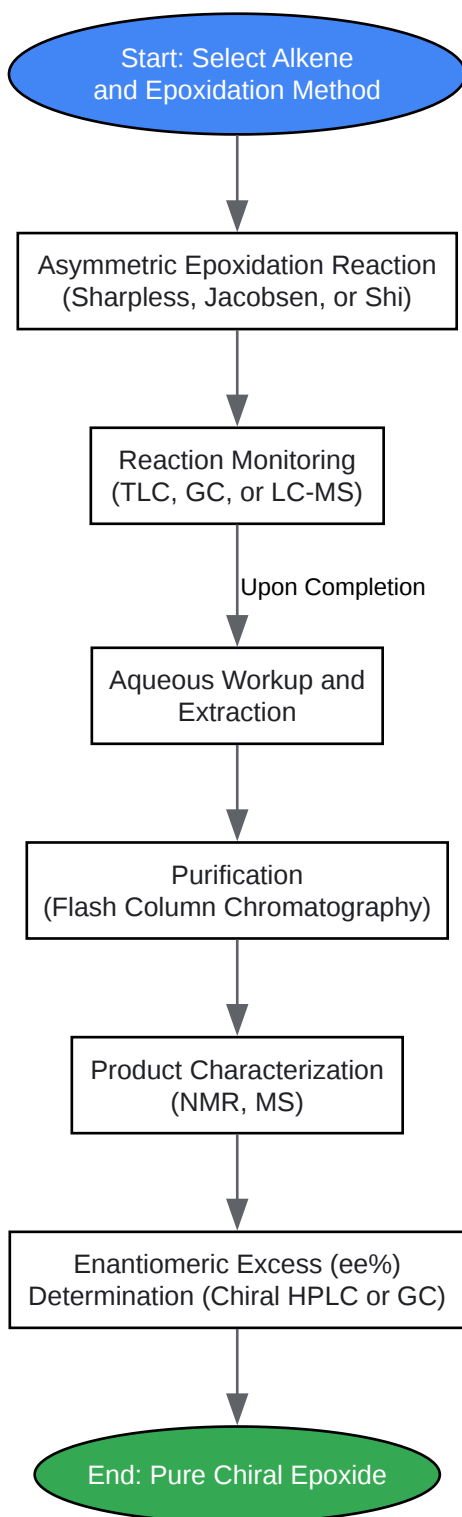 Start: Select Alkene
and Epoxidation Method
Asymmetric Epoxidation Reaction
(Sharpless, Jacobsen, or Shi)
Reaction Monitoring
(TLC, GC, or LC-MS)
Upon Completion
Aqueous Workup and
Extraction
Purification
(Flash Column Chromatography)
Product Characterization
(NMR, MS)
Enantiomeric Excess (ee%)
Determination (Chiral HPLC or GC)
End: Pure Chiral Epoxide